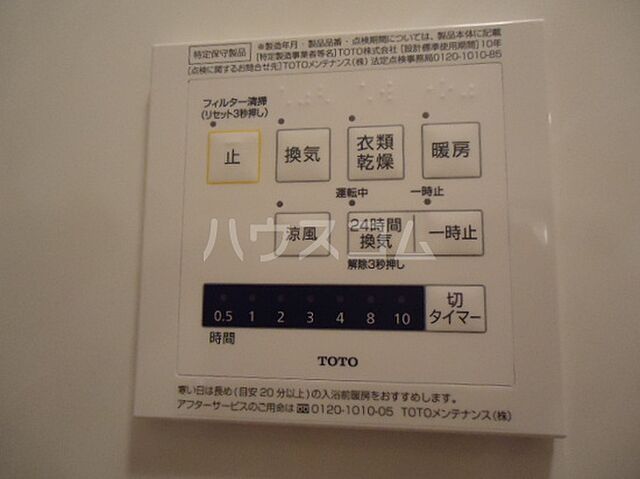 特定保守製品
※製造年月・製品品番・点検期間については、製品本体に記載
[特定製造事業者等名]TOTO株式会社 [設計標準使用期間]10年
[点検に関するお問合せ先]TOTOメンテナンス(株) 法定点検事務局0120-1010-85
フィルター清掃
(リセット3秒押し)
止
換気
衣類
乾燥
暖房
運転中
一時止
涼風
24時間
換気
一時止
解除3秒押し
0.5 1 2 3 4 8 10
切
タイマー
時間
TOTO
寒い日は長め(目安20分以上)の入浴前暖房をおすすめします。
アフターサービスのご用命は 0120-1010-05 TOTOメンテナンス(株)
ハウスコム